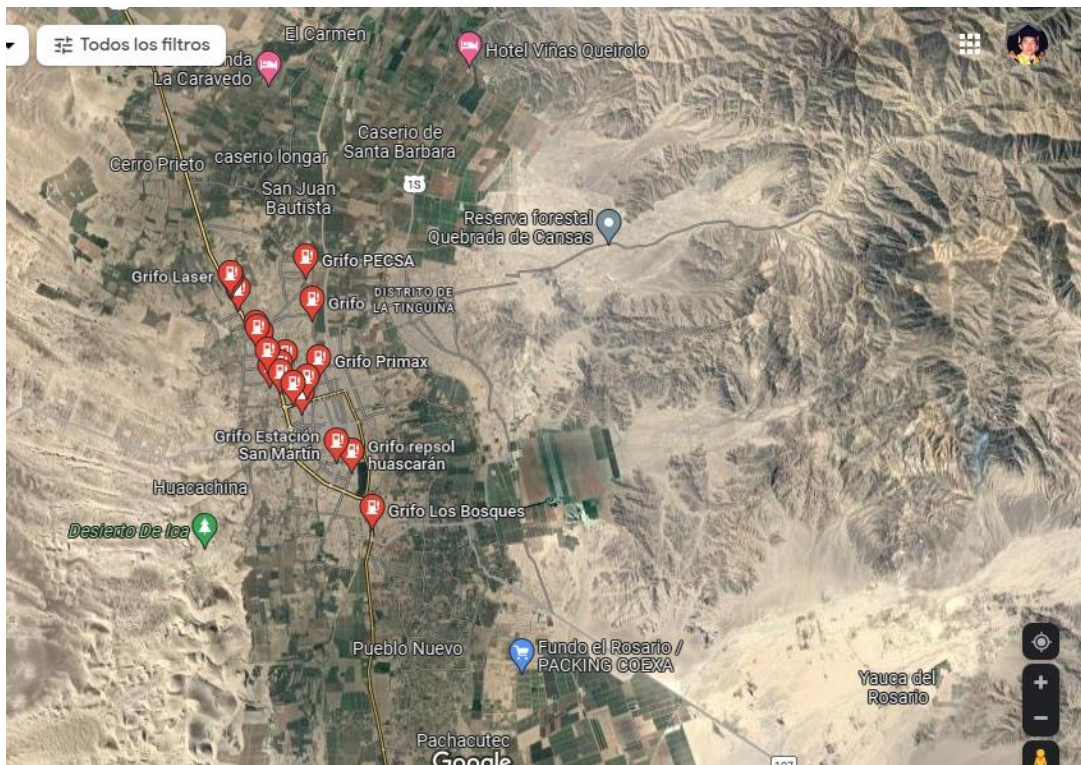 Todos los filtros
El Carmen
Hotel Viñas Queirolo
La Caravedo
Caserio de
Santa Barbara
Cerro Prieto
caserio longar
1S
San Juan
Bautista
Reserva forestal
Quebrada de Cansas
Grifo PECSA
Grifo Laser
Grifo
DISTRITO DE
LA TINGUIÑA
Grifo Primax
Grifo Estación
San Martin
Grifo repsol
huascarán
Huacachina
Grifo Los Bosques
Desierto De Ica
Pueblo Nuevo
Fundo el Rosario /
PACKING COEXA
Yauca del
Rosario
Pachacutec
Google
107